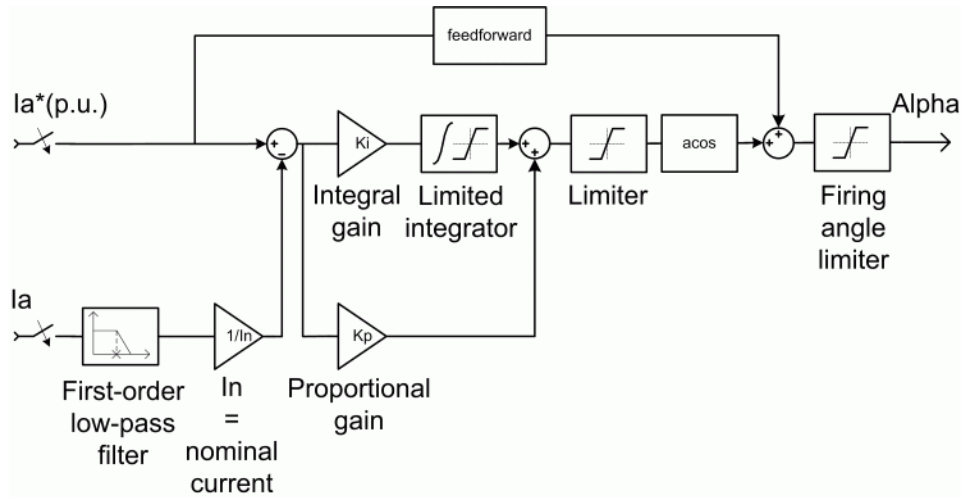 feedforward
Ia*(p.u.)
Alpha
+
−
Ki
+
+
acos
+
+
Integral
gain
Limited
integrator
Limiter
Firing
angle
limiter
Ia
1/In
Kp
First-order
low-pass
filter
In
=
nominal
current
Proportional
gain